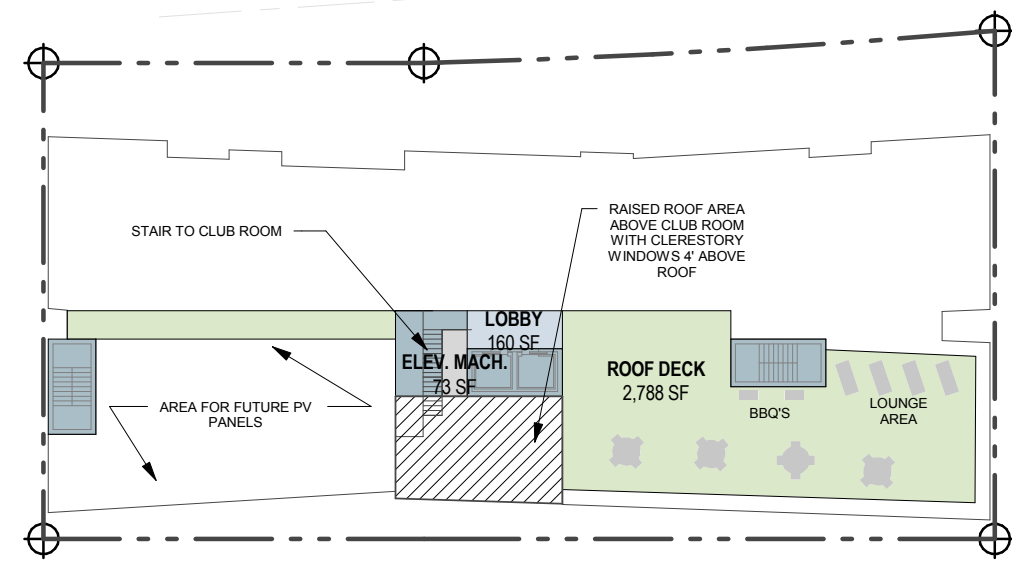 STAIR TO CLUB ROOM
RAISED ROOF AREA
ABOVE CLUB ROOM
WITH CLERESTORY
WINDOWS 4' ABOVE
ROOF
LOBBY
160 SF
ELEV. MACH.
73 SF
ROOF DECK
2,788 SF
BBQ'S
LOUNGE
AREA
AREA FOR FUTURE PV
PANELS